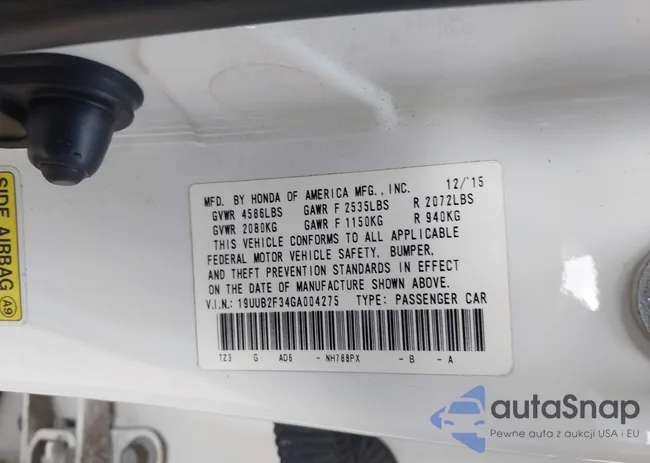 SIDE AIRBAG
A9
MFD. BY HONDA OF AMERICA MFG., INC. 12/'15
GVWR 4586LBS GAWR F 2535LBS R 2072LBS
GVWR 2080KG GAWR F 1150KG R 940KG
THIS VEHICLE CONFORMS TO ALL APPLICABLE
FEDERAL MOTOR VEHICLE SAFETY, BUMPER,
AND THEFT PREVENTION STANDARDS IN EFFECT
ON THE DATE OF MANUFACTURE SHOWN ABOVE.
V.I.N.: 19UUB2F34GA004275 TYPE: PASSENGER CAR
TZ3 G AD6 - NH788PX - B - A
autoSnap
Pewne auta z aukcji USA i EU